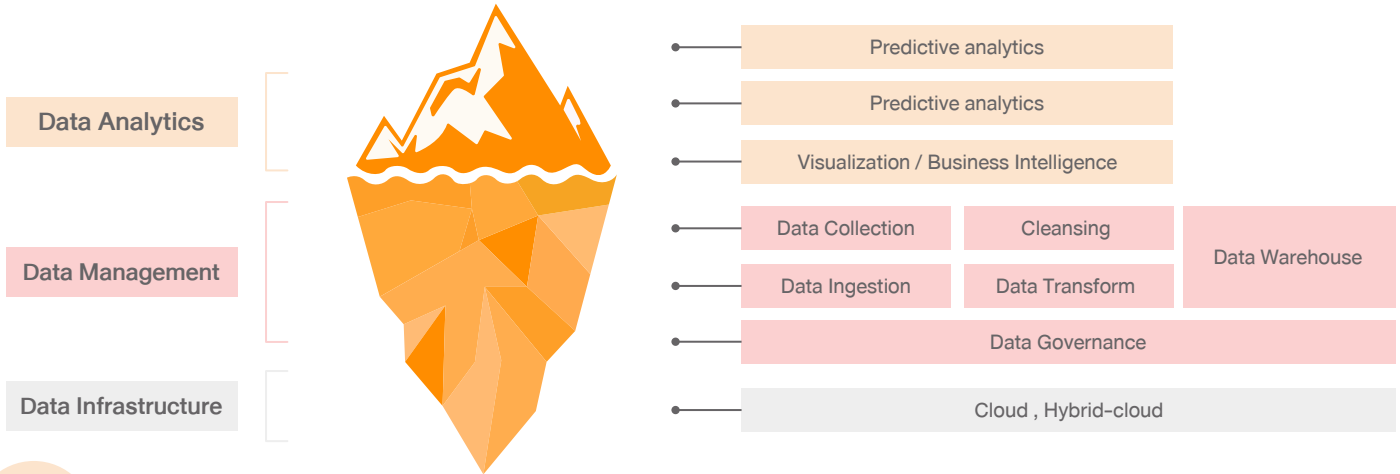 Predictive analytics
Data Analytics
Predictive analytics
Visualization / Business Intelligence
Data Management
Data Collection
Cleansing
Data Warehouse
Data Ingestion
Data Transform
Data Governance
Data Infrastructure
Cloud , Hybrid-cloud